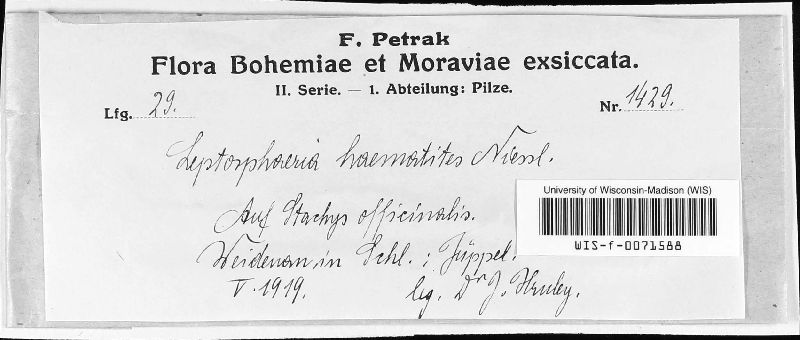 F. Petrak
Flora Bohemiae et Moraviae exsiccata.
II. Serie. — 1. Abteilung: Pilze.
Lfg. 29.
Nr. 1429.
Leptosphaeria haematites Niessl.
Auf Stachys officinalis.
Weidenau in Schl.: Jüppel.
V. 1919.
leg. Dr J. Hruby.
University of Wisconsin-Madison (WIS)
WIS-f-0071588